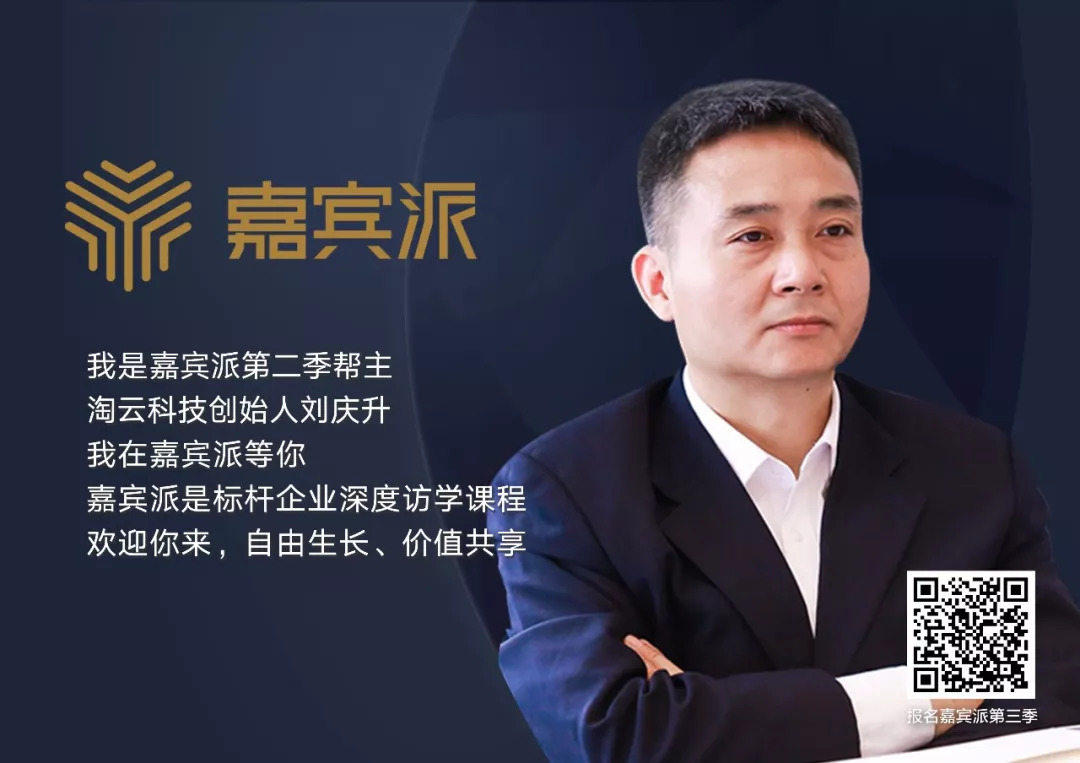 嘉宾派
我是嘉宾派第二季帮主
淘云科技创始人刘庆升
我在嘉宾派等你
嘉宾派是标杆企业深度访学课程
欢迎你来，自由生长、价值共享
报名嘉宾派第三季